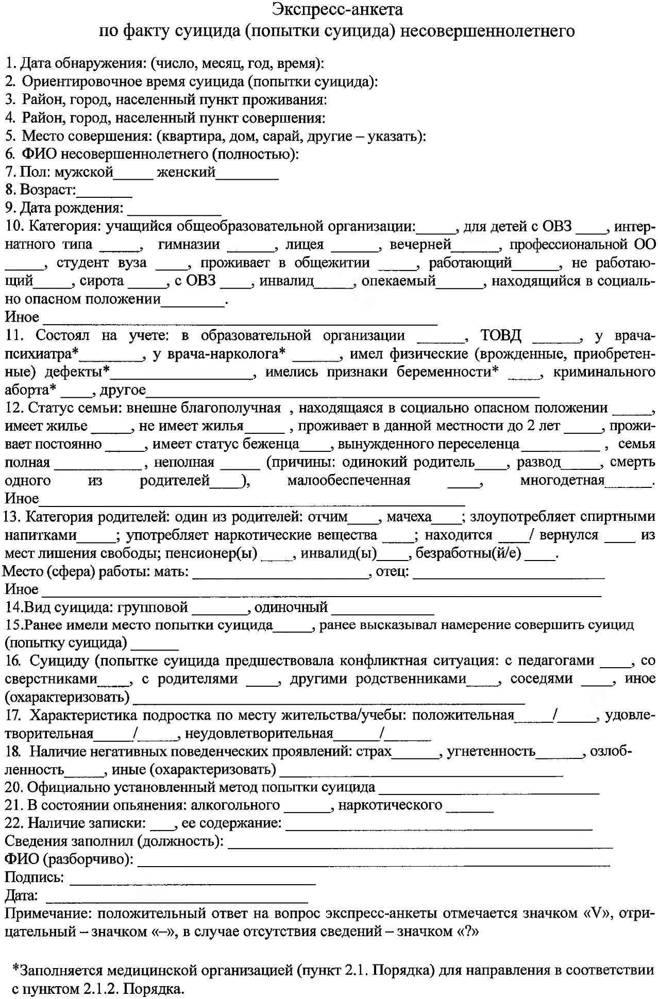 Экспресс-анкета
по факту суицида (попытки суицида) несовершеннолетнего
1. Дата обнаружения: (число, месяц, год, время):
2. Ориентировочное время суицида (попытки суицида):
3. Район, город, населенный пункт проживания:
4. Район, город, населенный пункт совершения:
5. Место совершения: (квартира, дом, сарай, другие – указать):
6. ФИО несовершеннолетнего (полностью):
7. Пол: мужской_____ женский________
8. Возраст:_______
9. Дата рождения: ____________
10. Категория: учащийся общеобразовательной организации:_____, для детей с ОВЗ ____, интер-
натного типа _____, гимназии ______, лицея ______, вечерней______, профессиональной ОО
_____, студент вуза ____, проживает в общежитии _____, работающий______, не работаю-
щий_____, сирота _____, с ОВЗ ____, инвалид_____, опекаемый______, находящийся в социаль-
но опасном положении________.
Иное __________________________________________________
11. Состоял на учете: в образовательной организации ______, ТОВД ______, у врача-
психиатра*________, у врача-нарколога* ______, имел физические (врожденные, приобретен-
ные) дефекты*__________________, имелись признаки беременности* ____, криминального
аборта* ____, другое__________________________________________________
12. Статус семьи: внешне благополучная , находящаяся в социально опасном положении _____,
имеет жилье _____, не имеет жилья_____ , проживает в данной местности до 2 лет _____, прожи-
вает постоянно _____, имеет статус беженца____, вынужденного переселенца__________ , семья
полная ___________ , неполная _____ (причины: одинокий родитель____, развод_____, смерть
одного из родителей____), малообеспеченная ____, многодетная______.
Иное______________________________________________________
13. Категория родителей: один из родителей: отчим____, мачеха____; злоупотребляет спиртными
напитками_____; употребляет наркотические вещества ____; находится ____/ вернулся ____ из
мест лишения свободы; пенсионер(ы) ____, инвалид(ы)____, безработны(й/е) ____.
Место (сфера) работы: мать: ______________________, отец: ________________________
Иное _______________________________________________________________________
14.Вид суицида: групповой _______, одиночный _____________
15.Ранее имели место попытки суицида_____, ранее высказывал намерение совершить суицид
(попытку суицида) ______
16. Суициду (попытке суицида предшествовала конфликтная ситуация: с педагогами ____, со
сверстниками____, с родителями ____, другими родственниками____, соседями ____, иное
(охарактеризовать)__________________________________________________
17. Характеристика подростка по месту жительства/учебы: положительная_____/_____, удовле-
творительная_____/_____, неудовлетворительная______/______
18. Наличие негативных поведенческих проявлений: страх______, угнетенность______, озлоб-
ленность_____, иные (охарактеризовать) ____________________________________
20. Официально установленный метод попытки суицида ____________________________
21. В состоянии опьянения: алкогольного ______, наркотического ______
22. Наличие записки: ___, ее содержание: _______________________________________
Сведения заполнил (должность): _________________________________________________
ФИО (разборчиво): ____________________________________________________________
Подпись: _______________________________
Дата: _________________________________
Примечание: положительный ответ на вопрос экспресс-анкеты отмечается значком «V», отри-
цательный – значком «–», в случае отсутствия сведений – значком «?»
*Заполняется медицинской организацией (пункт 2.1. Порядка) для направления в соответствии
с пунктом 2.1.2. Порядка.